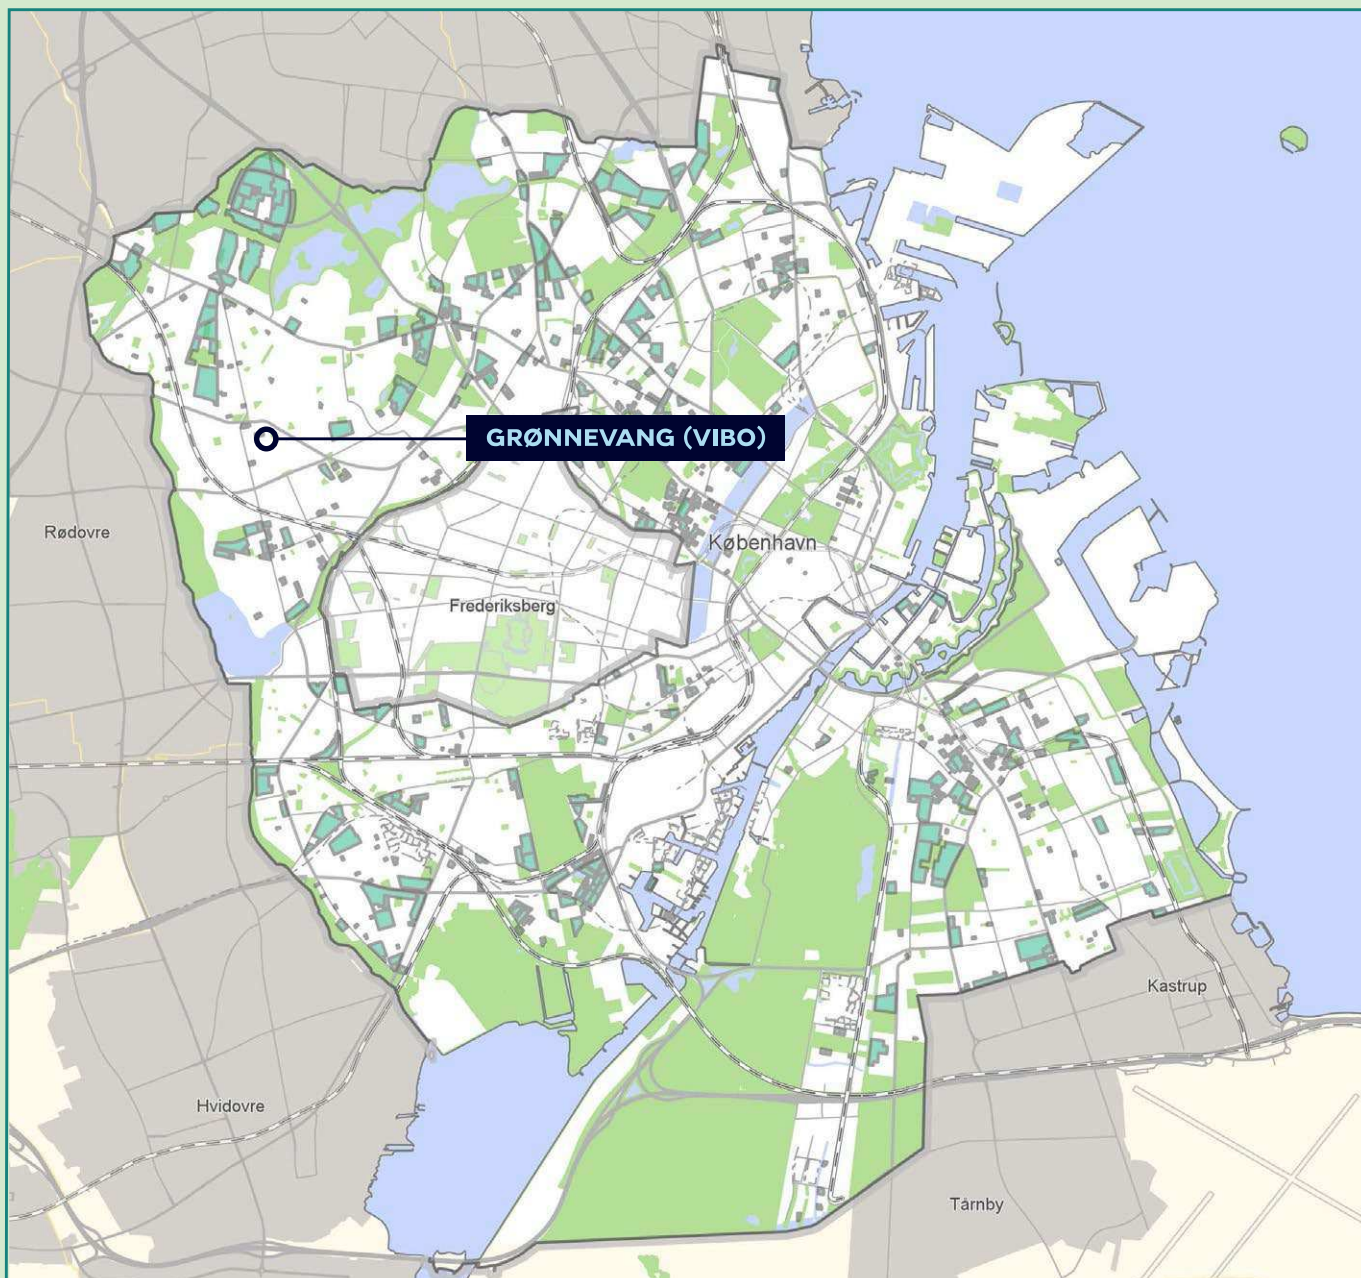 GRØNNEVANG (VIBO)
Rødovre
København
Frederiksberg
Kastrup
Hvidovre
Tårnby